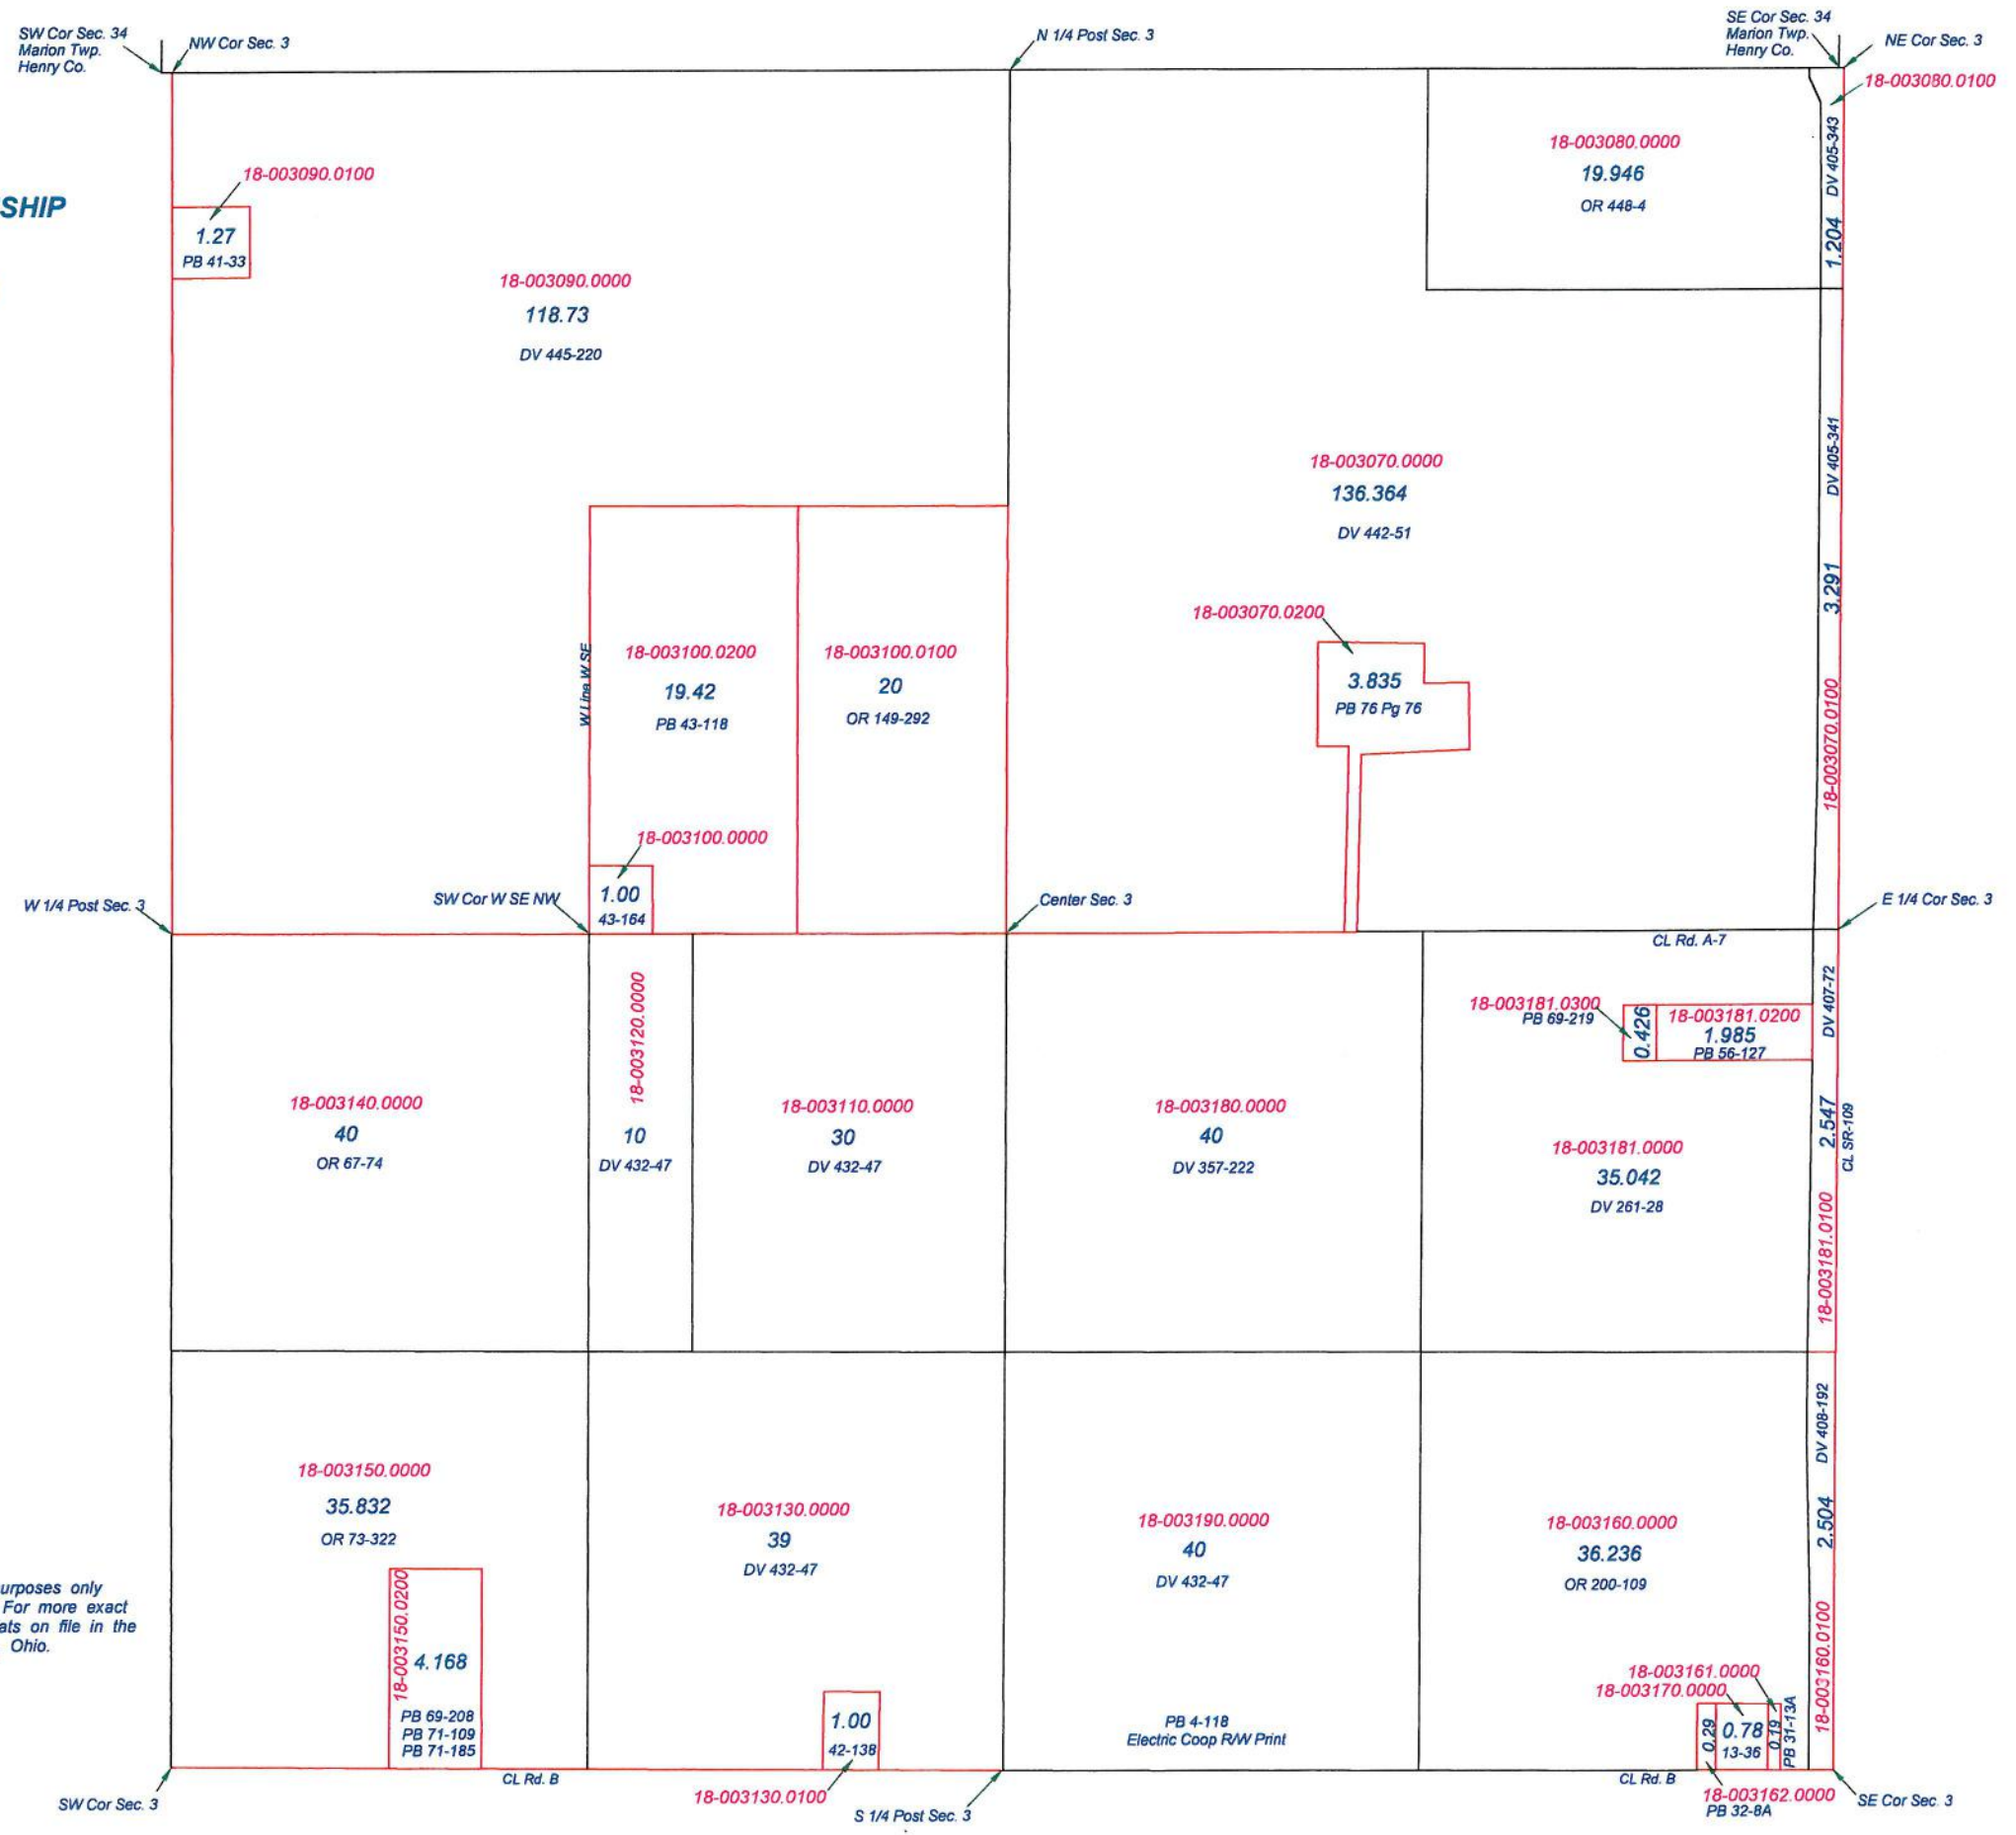 SW Cor Sec. 34
Marion Twp.
Henry Co.
NW Cor Sec. 3
N 1/4 Post Sec. 3
SE Cor Sec. 34
Marion Twp.
Henry Co.
NE Cor Sec. 3
18-003080.0100
DV 405-343
1.204
18-003080.0000
19.946
OR 448-4
SHIP
18-003090.0100
1.27
PB 41-33
18-003090.0000
118.73
DV 445-220
18-003070.0000
136.364
DV 442-51
DV 405-341
3.291
18-003070.0100
18-003070.0200
3.835
PB 76 Pg 76
W Line W SE
18-003100.0200
19.42
PB 43-118
18-003100.0100
20
OR 149-292
18-003100.0000
1.00
43-164
W 1/4 Post Sec. 3
SW Cor W SE NW
Center Sec. 3
E 1/4 Cor Sec. 3
CL Rd. A-7
18-003140.0000
40
OR 67-74
18-003120.0000
10
DV 432-47
18-003110.0000
30
DV 432-47
18-003180.0000
40
DV 357-222
18-003181.0300
PB 69-219
0.426
18-003181.0200
1.985
PB 56-127
18-003181.0000
35.042
DV 261-28
DV 407-72
2.547
CL SR-109
18-003181.0100
18-003150.0000
35.832
OR 73-322
18-003150.0200
4.168
PB 69-208
PB 71-109
PB 71-185
18-003130.0000
39
DV 432-47
1.00
42-138
18-003130.0100
18-003190.0000
40
DV 432-47
PB 4-118
Electric Coop R/W Print
18-003160.0000
36.236
OR 200-109
DV 408-192
2.504
18-003160.0100
18-003161.0000
18-003170.0000
0.29
0.78
13-36
0.19
PB 31-13A
18-003162.0000
PB 32-8A
urposes only
For more exact
ats on file in the
Ohio.
CL Rd. B
CL Rd. B
SW Cor Sec. 3
S 1/4 Post Sec. 3
SE Cor Sec. 3